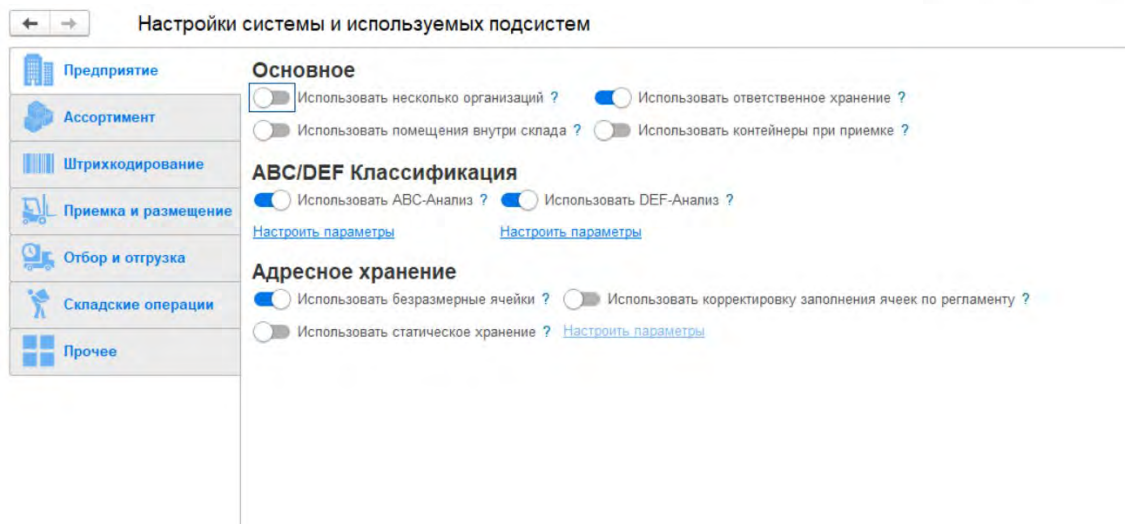 Настройки системы и используемых подсистем
Предприятие
Ассортимент
Штрихкодирование
Приемка и размещение
Отбор и отгрузка
Складские операции
Прочее
Основное
Использовать несколько организаций ? Использовать ответственное хранение ?
Использовать помещения внутри склада ? Использовать контейнеры при приемке ?
ABC/DEF Классификация
Использовать ABC-Анализ ? Использовать DEF-Анализ ?
Настроить параметры Настроить параметры
Адресное хранение
Использовать безразмерные ячейки ? Использовать корректировку заполнения ячеек по регламенту ?
Использовать статическое хранение ? Настроить параметры